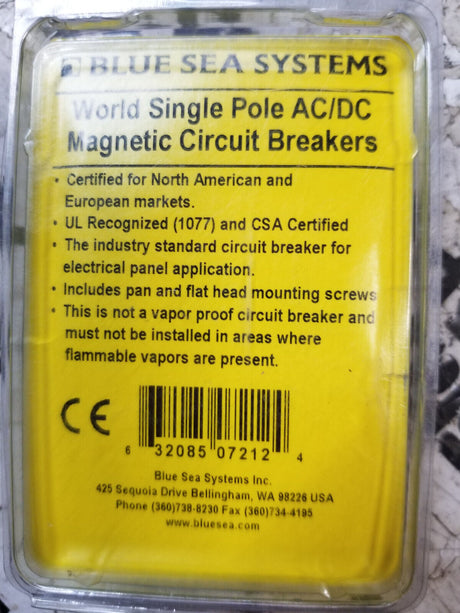 BLUE SEA SYSTEMS
World Single Pole AC/DC
Magnetic Circuit Breakers
• Certified for North American and
European markets.
• UL Recognized (1077) and CSA Certified
• The industry standard circuit breaker for
electrical panel application.
• Includes pan and flat head mounting screws
• This is not a vapor proof circuit breaker and
must not be installed in areas where
flammable vapors are present.
CE
6 32085 07212 4
Blue Sea Systems Inc.
425 Sequoia Drive Bellingham, WA 98226 USA
Phone (360)738-8230 Fax (360)734-4195
www.bluesea.com